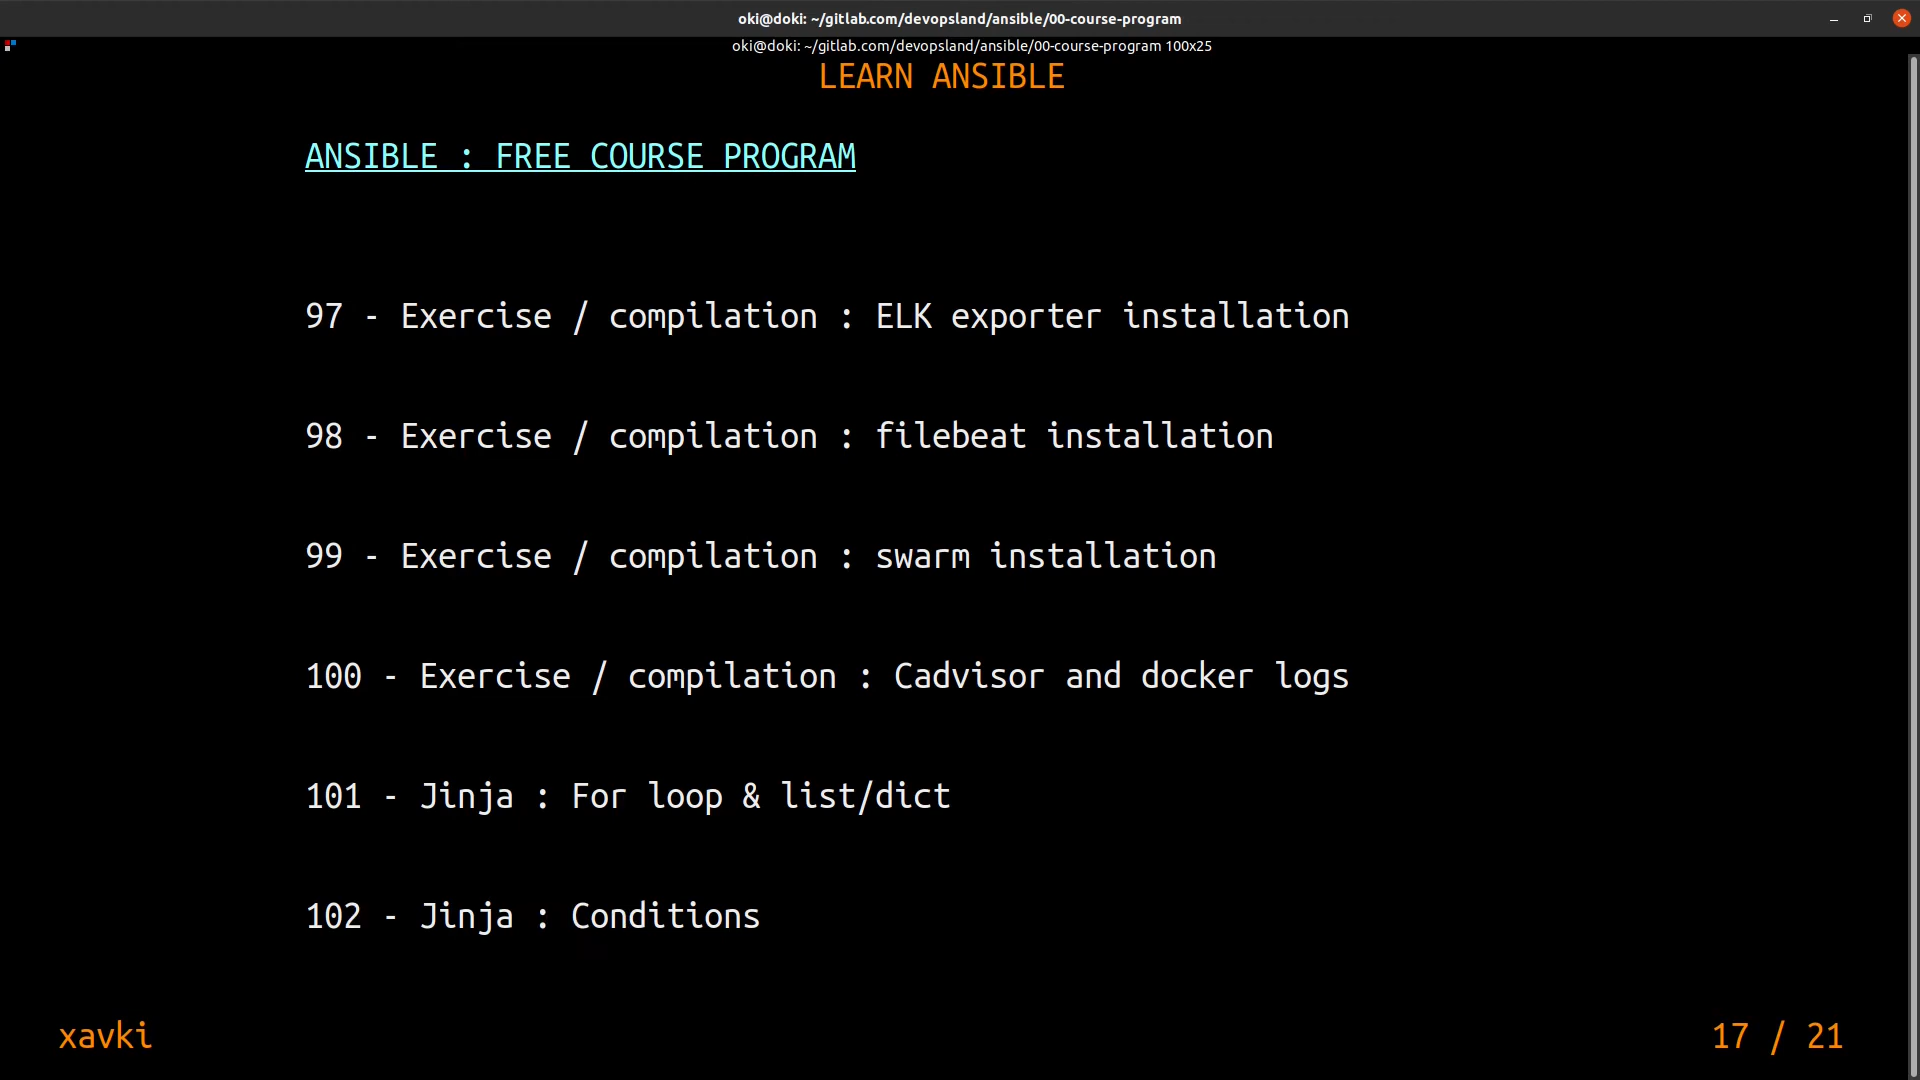 oki@doki: ~/gitlab.com/devopsland/ansible/00-course-program
oki@doki: ~/gitlab.com/devopsland/ansible/00-course-program 100x25
LEARN ANSIBLE
ANSIBLE : FREE COURSE PROGRAM
97 - Exercise / compilation : ELK exporter installation
98 - Exercise / compilation : filebeat installation
99 - Exercise / compilation : swarm installation
100 - Exercise / compilation : Cadvisor and docker logs
101 - Jinja : For loop & list/dict
102 - Jinja : Conditions
xavki
17 / 21